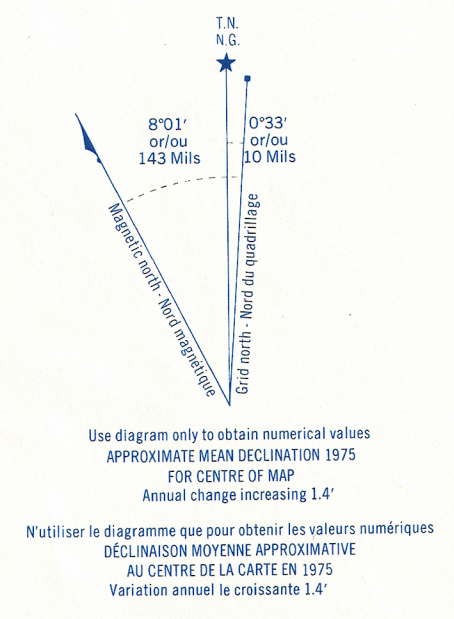 T.N.
N.G.
8°01′
or/ou
143 Mils
0°33′
or/ou
10 Mils
Magnetic north - Nord magnétique
Grid north - Nord du quadrillage
Use diagram only to obtain numerical values
APPROXIMATE MEAN DECLINATION 1975
FOR CENTRE OF MAP
Annual change increasing 1.4′
N'utiliser le diagramme que pour obtenir les valeurs numériques
DÉCLINAISON MOYENNE APPROXIMATIVE
AU CENTRE DE LA CARTE EN 1975
Variation annuel le croissante 1.4′